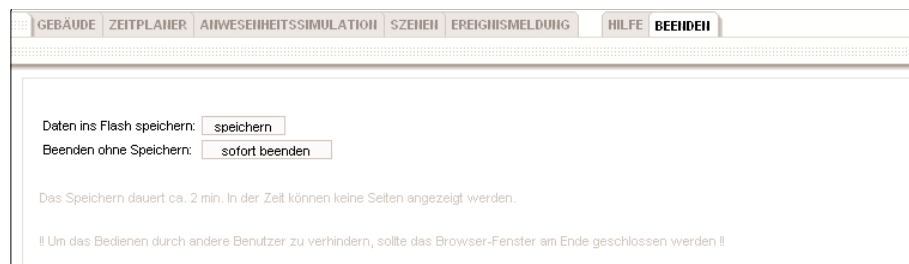 GEBÄUDE ZEITPLANER ANWESENHEITSSIMULATION SZENEN EREIGNISMELDUNG HILFE BEENDEN
Daten ins Flash speichern: speichern
Beenden ohne Speichern: sofort beenden
Das Speichern dauert ca. 2 min. In der Zeit können keine Seiten angezeigt werden.
!! Um das Bedienen durch andere Benutzer zu verhindern, sollte das Browser-Fenster am Ende geschlossen werden !!